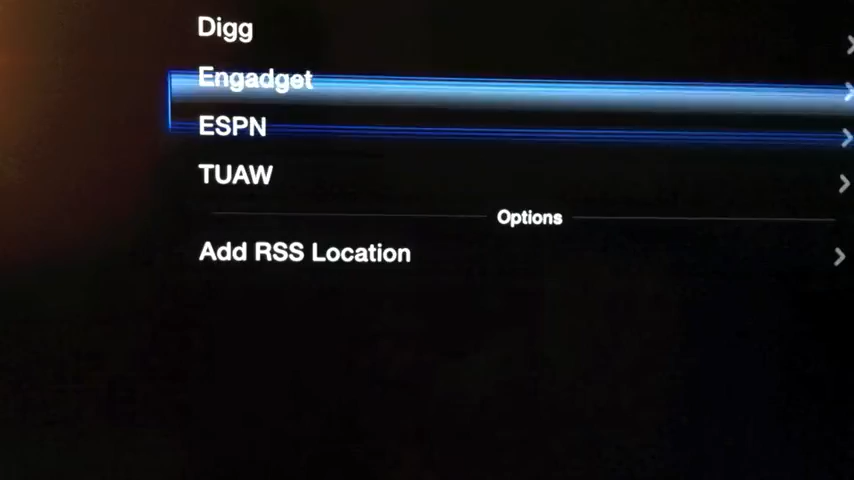 Digg
Engadget
ESPN
TUAW
Options
Add RSS Location